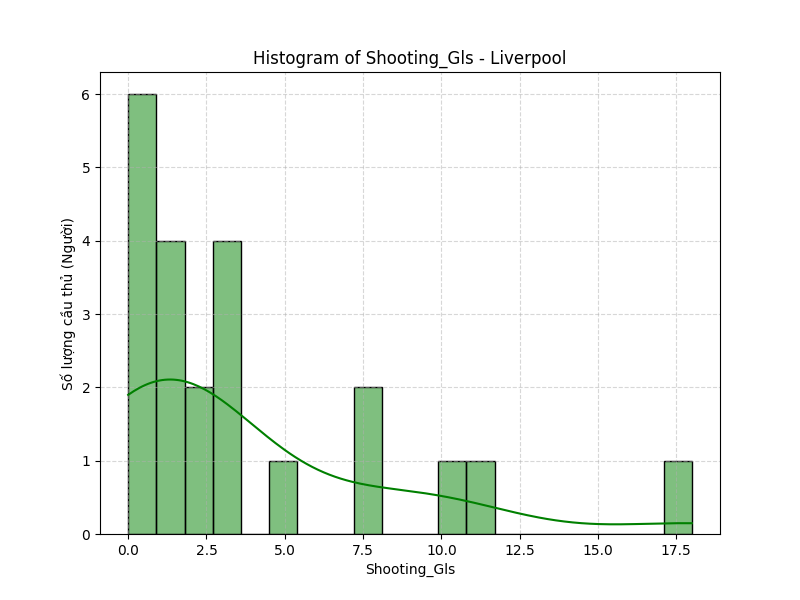 Histogram of Shooting_Gls - Liverpool
Số lượng cầu thủ (Người)
6
5
4
3
2
1
0
0.0 2.5 5.0 7.5 10.0 12.5 15.0 17.5
Shooting_Gls